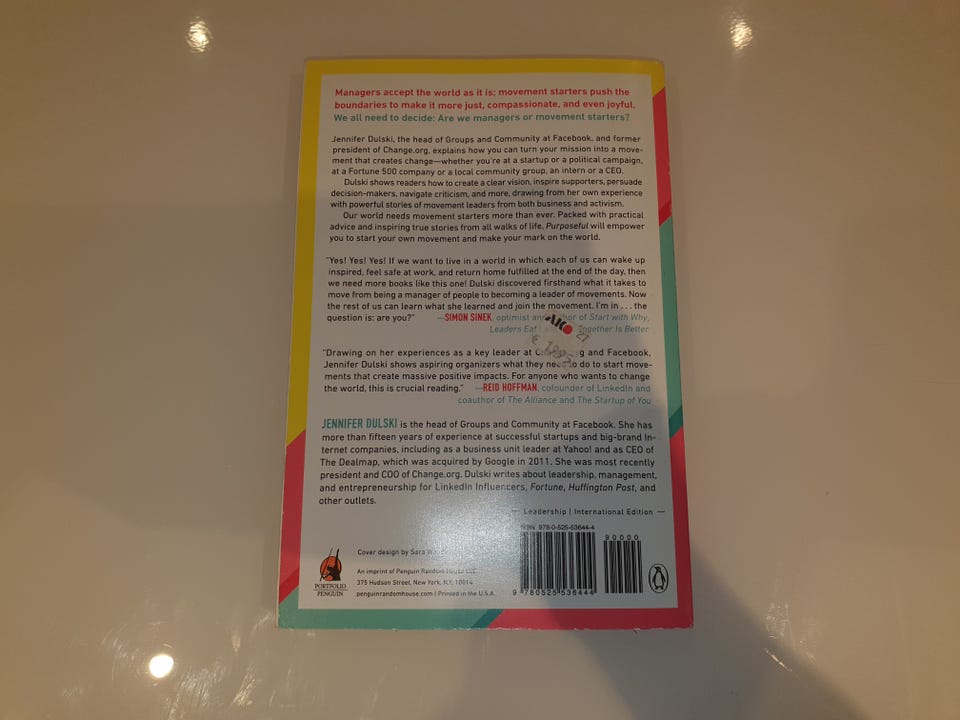 Managers accept the world as it is; movement starters push the
boundaries to make it more just, compassionate, and even joyful.
We all need to decide: Are we managers or movement starters?
Jennifer Dulski, the head of Groups and Community at Facebook, and former
president of Change.org, explains how you can turn your mission into a move-
ment that creates change—whether you're at a startup or a political campaign,
at a Fortune 500 company or a local community group, an intern or a CEO.
Dulski shows readers how to create a clear vision, inspire supporters, persuade
decision-makers, navigate criticism, and more, drawing from her own experience
with powerful stories of movement leaders from both business and activism.
Our world needs movement starters more than ever. Packed with practical
advice and inspiring true stories from all walks of life, Purposeful will empower
you to start your own movement and make your mark on the world.
"Yes! Yes! Yes! If we want to live in a world in which each of us can wake up
inspired, feel safe at work, and return home fulfilled at the end of the day, then
we need more books like this one! Dulski discovered firsthand what it takes to
move from being a manager of people to becoming a leader of movements. Now
the rest of us can learn what she learned and join the movement. I'm in . . . the
question is: are you?" —SIMON SINEK, optimist and of Start with Why,
Leaders Eat Together Is Better
AKO 27
"Drawing on her experiences as a key leader at g and Facebook,
Jennifer Dulski shows aspiring organizers what they need to do to start move-
ments that create massive positive impacts. For anyone who wants to change
the world, this is crucial reading." —REID HOFFMAN, cofounder of LinkedIn and
coauthor of The Alliance and The Startup of You
JENNIFER DULSKI is the head of Groups and Community at Facebook. She has
more than fifteen years of experience at successful startups and big-brand In-
ternet companies, including as a business unit leader at Yahoo! and as CEO of
The Dealmap, which was acquired by Google in 2011. She was most recently
president and COO of Change.org. Dulski writes about leadership, management,
and entrepreneurship for LinkedIn Influencers, Fortune, Huffington Post, and
other outlets.
— Leadership | International Edition —
ISBN 978-0-525-53644-4
90000
Cover design by Sara
An imprint of Penguin Random House LLC
375 Hudson Street, New York, N.Y. 10014
penguinrandomhouse.com | Printed in the U.S.A.
PORTFOLIO
PENGUIN
9 780525 536444